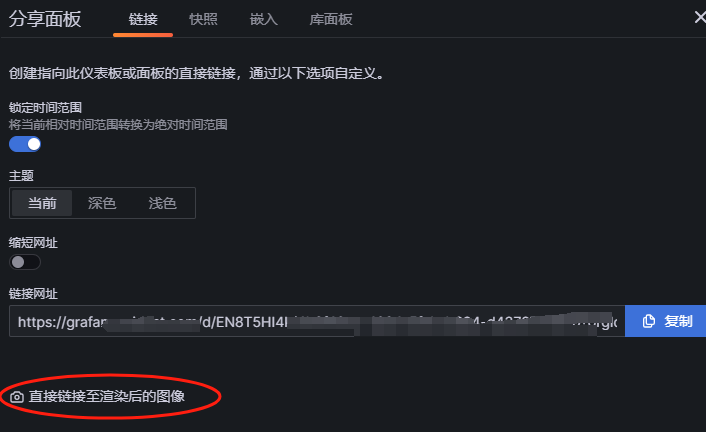 分享面板
链接
快照
嵌入
库面板
创建指向此仪表板或面板的直接链接，通过以下选项自定义。
锁定时间范围
将当前相对时间范围转换为绝对时间范围
主题
当前
深色
浅色
缩短网址
链接网址
https://grafan
/d/EN8T5HI4
复制
直接链接至渲染后的图像